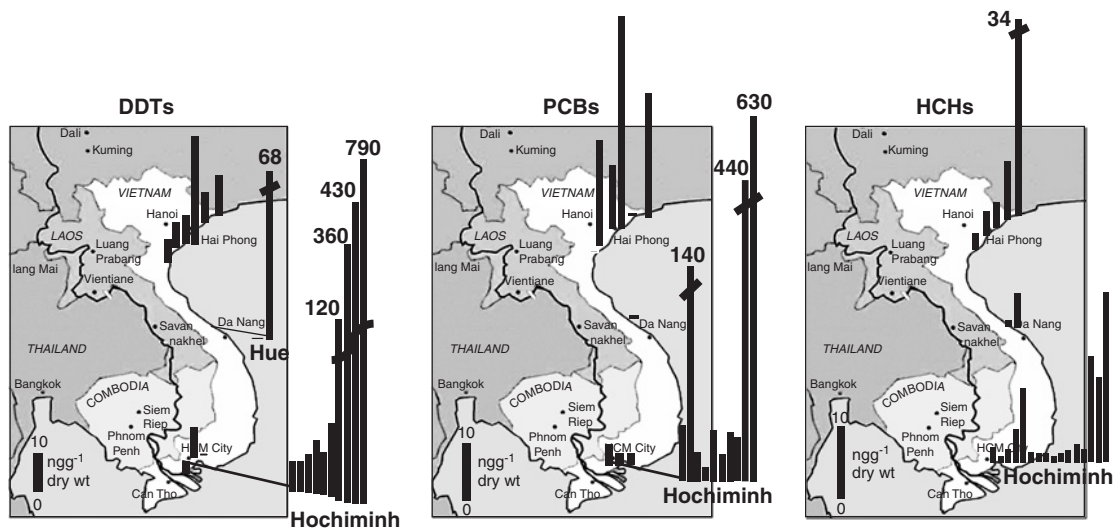 DDTs
Dali
Kuming
VIETNAM
Hanoi
LAOS
Hai Phong
Luang
Prabang
lang Mai
Vientiane
Da Nang
Savan
nakhel
Hue
THAILAND
Bangkok
COMBODIA
Siem
Riep
Phnom
Penh
HCM City
Can Tho
10
ngg-1
dry wt
0
68
120
360
430
790
Hochiminh
PCBs
Dali
Kuming
VIETNAM
Hanoi
LAOS
Hai Phong
Luang
Prabang
lang Mai
Vientiane
Da Nang
Savan
nakhel
THAILAND
Bangkok
COMBODIA
Siem
Riep
Phnom
Penh
CM City
Can Tho
10
ngg-1
dry wt
0
140
440
630
Hochiminh
HCHs
34
Dali
Kuming
VIETNAM
Hanoi
LAOS
Hai Phong
Luang
Prabang
lang Mai
Vientiane
Da Nang
Savan
nakhel
THAILAND
Bangkok
COMBODIA
Siem
Riep
Phnom
Penh
HCM City
Can Tho
10
ngg-1
dry wt
0
Hochiminh